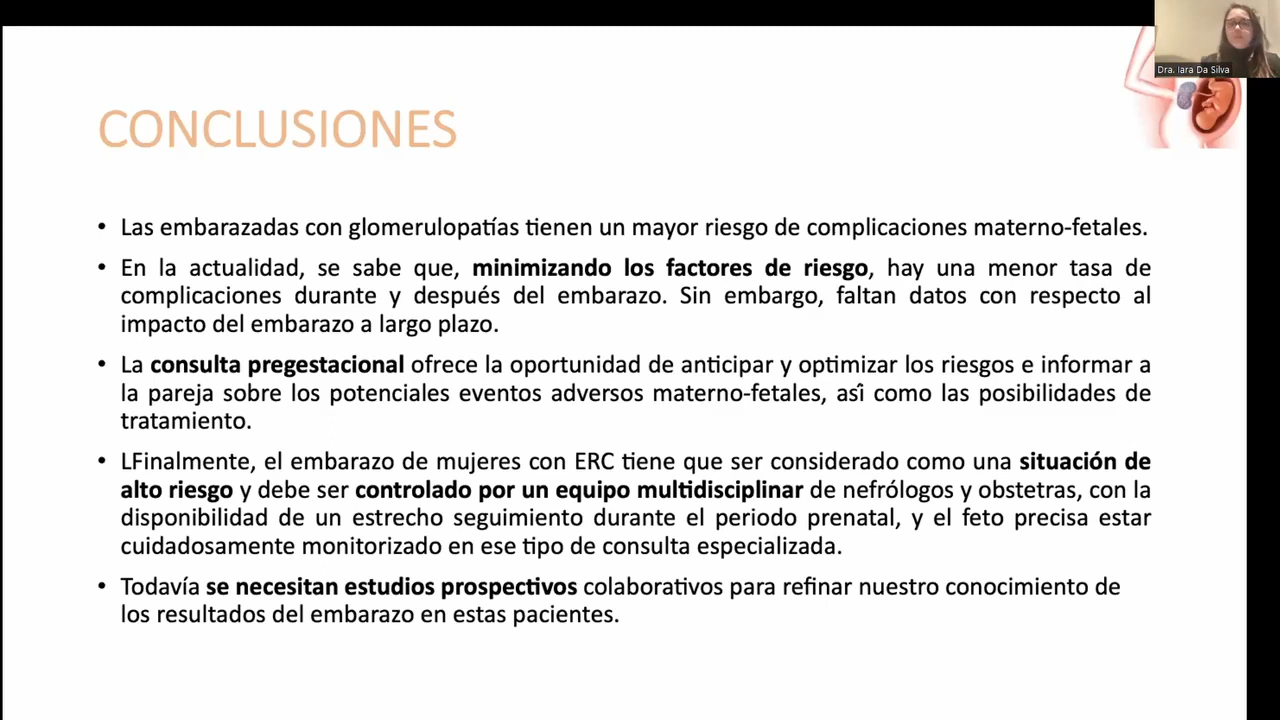 Dra. Iara Da Silva
CONCLUSIONES
• Las embarazadas con glomerulopatías tienen un mayor riesgo de complicaciones materno-fetales.
• En la actualidad, se sabe que, minimizando los factores de riesgo, hay una menor tasa de
complicaciones durante y después del embarazo. Sin embargo, faltan datos con respecto al
impacto del embarazo a largo plazo.
• La consulta pregestacional ofrece la oportunidad de anticipar y optimizar los riesgos e informar a
la pareja sobre los potenciales eventos adversos materno-fetales, así como las posibilidades de
tratamiento.
• LFinalmente, el embarazo de mujeres con ERC tiene que ser considerado como una situación de
alto riesgo y debe ser controlado por un equipo multidisciplinar de nefrólogos y obstetras, con la
disponibilidad de un estrecho seguimiento durante el periodo prenatal, y el feto precisa estar
cuidadosamente monitorizado en ese tipo de consulta especializada.
• Todavía se necesitan estudios prospectivos colaborativos para refinar nuestro conocimiento de
los resultados del embarazo en estas pacientes.